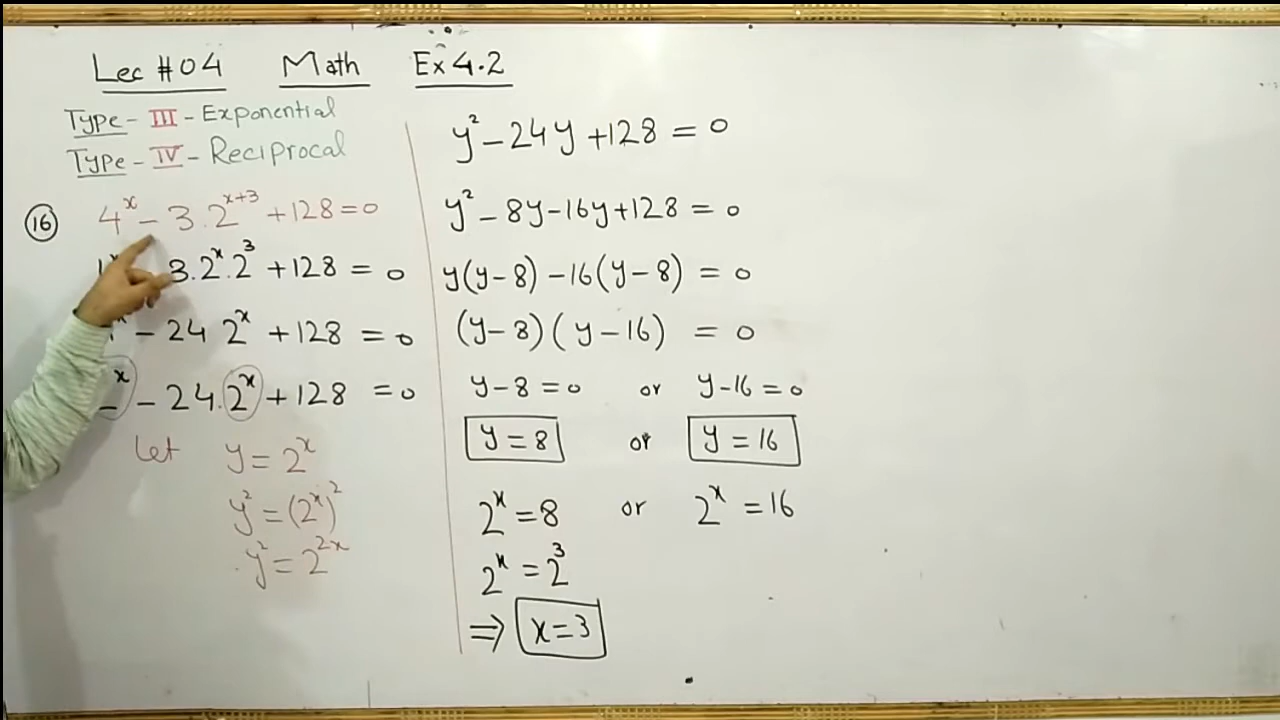 Lec #04 Math Ex 4.2
Type - III - Exponential
Type - IV - Reciprocal
(16) 4^x - 3.2^(x+3) + 128 = 0
3.2^x.2^3 + 128 = 0
^x - 24 2^x + 128 = 0
^x - 24.2^x + 128 = 0
Let y = 2^x
y^2 = (2^x)^2
y^2 = 2^(2x)
y^2 - 24y + 128 = 0
y^2 - 8y - 16y + 128 = 0
y(y - 8) - 16(y - 8) = 0
(y - 8)(y - 16) = 0
y - 8 = 0 or y - 16 = 0
y = 8 or y = 16
2^x = 8 or 2^x = 16
2^x = 2^3
⇒ x = 3